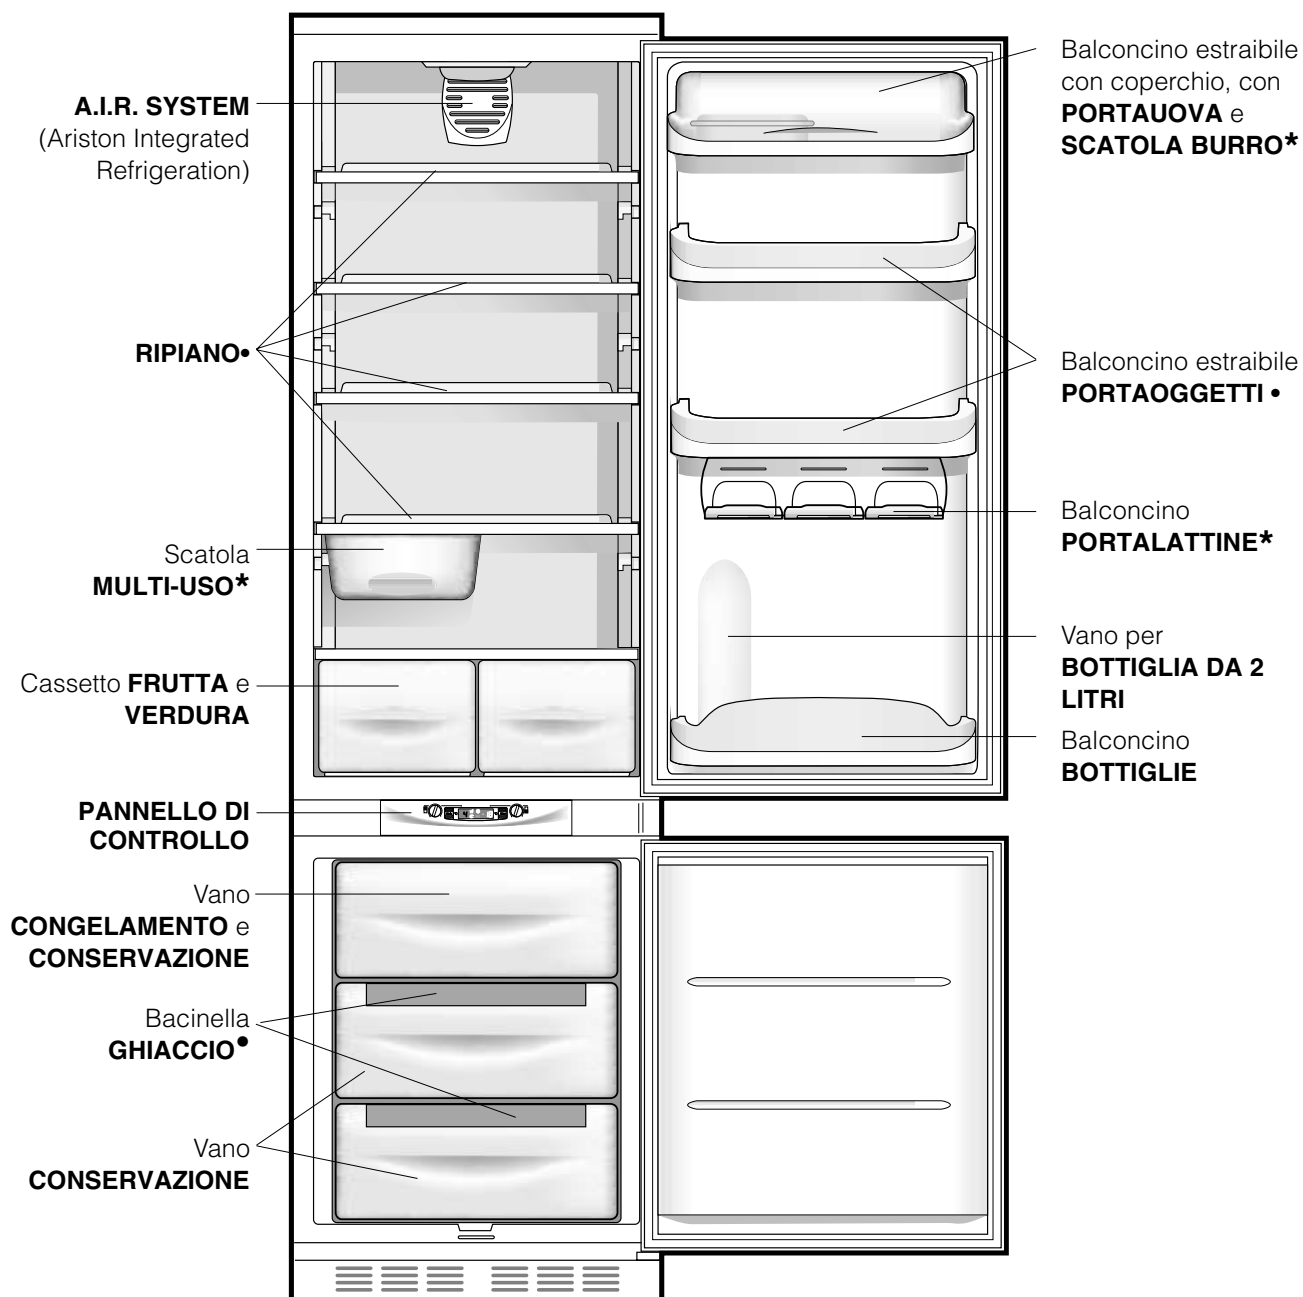 A.I.R. SYSTEM
(Ariston Integrated
Refrigeration)
RIPIANO•
Scatola
MULTI-USO*
Cassetto FRUTTA e
VERDURA
PANNELLO DI
CONTROLLO
Vano
CONGELAMENTO e
CONSERVAZIONE
Bacinella
GHIACCIO•
Vano
CONSERVAZIONE
Balconcino estraibile
con coperchio, con
PORTAUOVA e
SCATOLA BURRO*
Balconcino estraibile
PORTAOGGETTI •
Balconcino
PORTALATTINE*
Vano per
BOTTIGLIA DA 2
LITRI
Balconcino
BOTTIGLIE